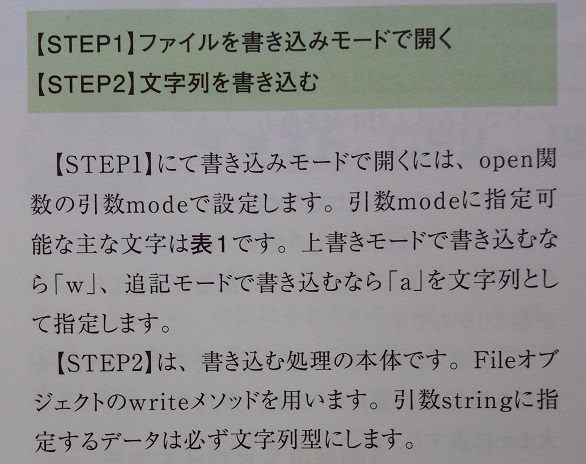 【STEP1】ファイルを書き込みモードで開く
【STEP2】文字列を書き込む
【STEP1】にて書き込みモードで開くには、open関
数の引数modeで設定します。引数modeに指定可
能な主な文字は表1です。上書きモードで書き込むな
ら「w」、追記モードで書き込むなら「a」を文字列とし
て指定します。
【STEP2】は、書き込む処理の本体です。Fileオブ
ジェクトのwriteメソッドを用います。引数stringに指
定するデータは必ず文字列型にします。